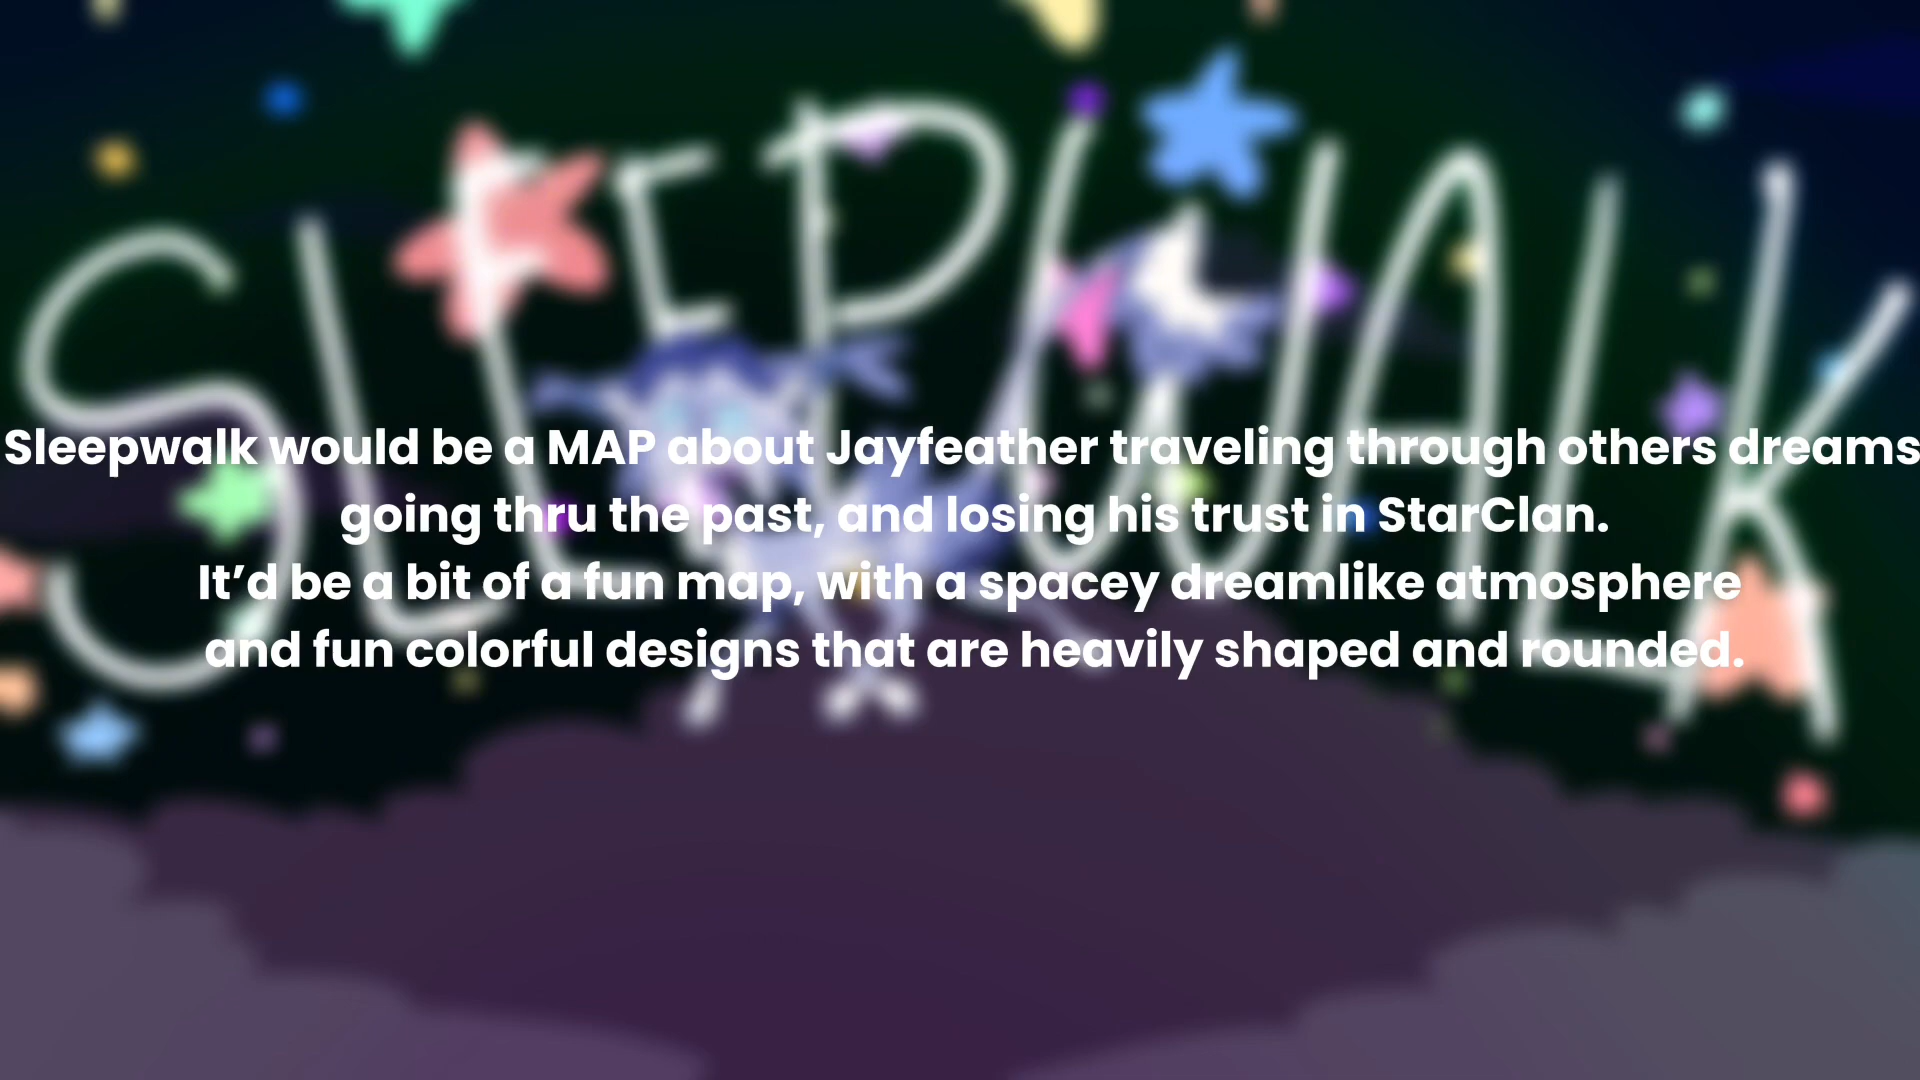 SLEEPWALK
Sleepwalk would be a MAP about Jayfeather traveling through others dreams
going thru the past, and losing his trust in StarClan.
It’d be a bit of a fun map, with a spacey dreamlike atmosphere
and fun colorful designs that are heavily shaped and rounded.